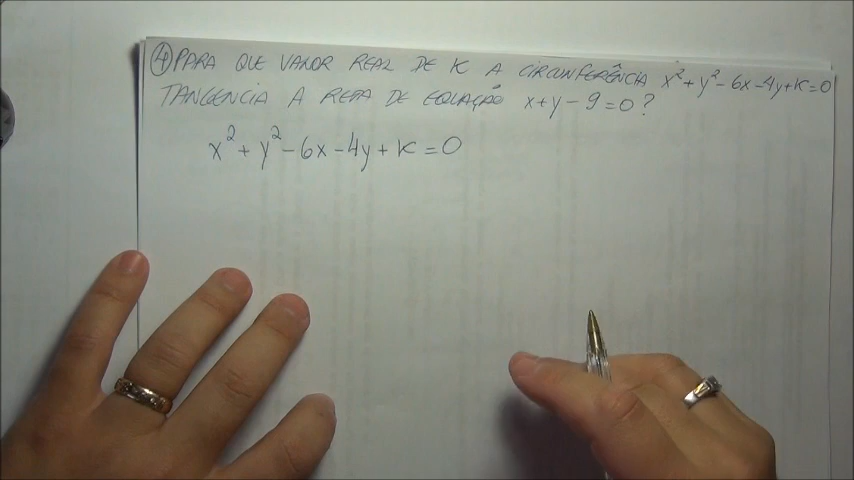 ④ PARA QUE VALOR REAL DE K A CIRCUNFERÊNCIA x²+y²-6x-4y+K=0
TANGENCIA A RETA DE EQUAÇÃO x+y-9=0?
x²+y²-6x-4y+K=0